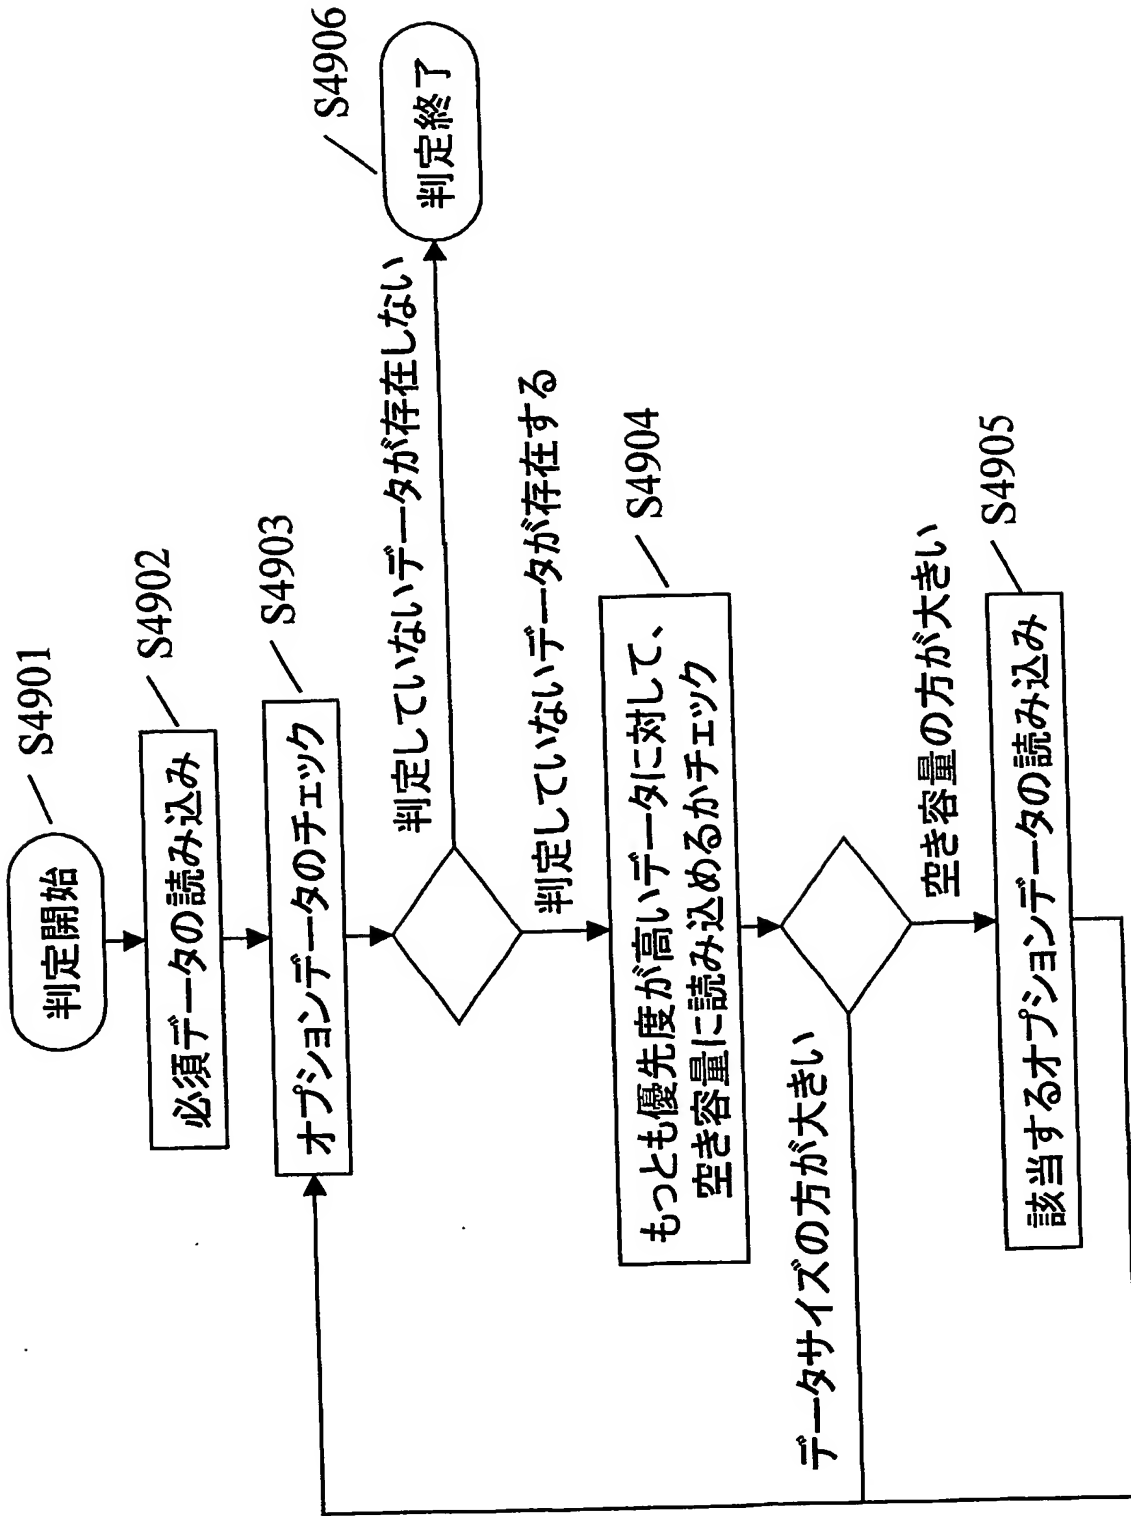 判定開始
S4901
必須データの読み込み
S4902
オプションデータのチェック
S4903
判定していないデータが存在しない
判定終了
S4906
判定していないデータが存在する
もっとも優先度が高いデータに対して、
空き容量に読み込めるかチェック
S4904
データサイズの方が大きい
空き容量の方が大きい
該当するオプションデータの読み込み
S4905